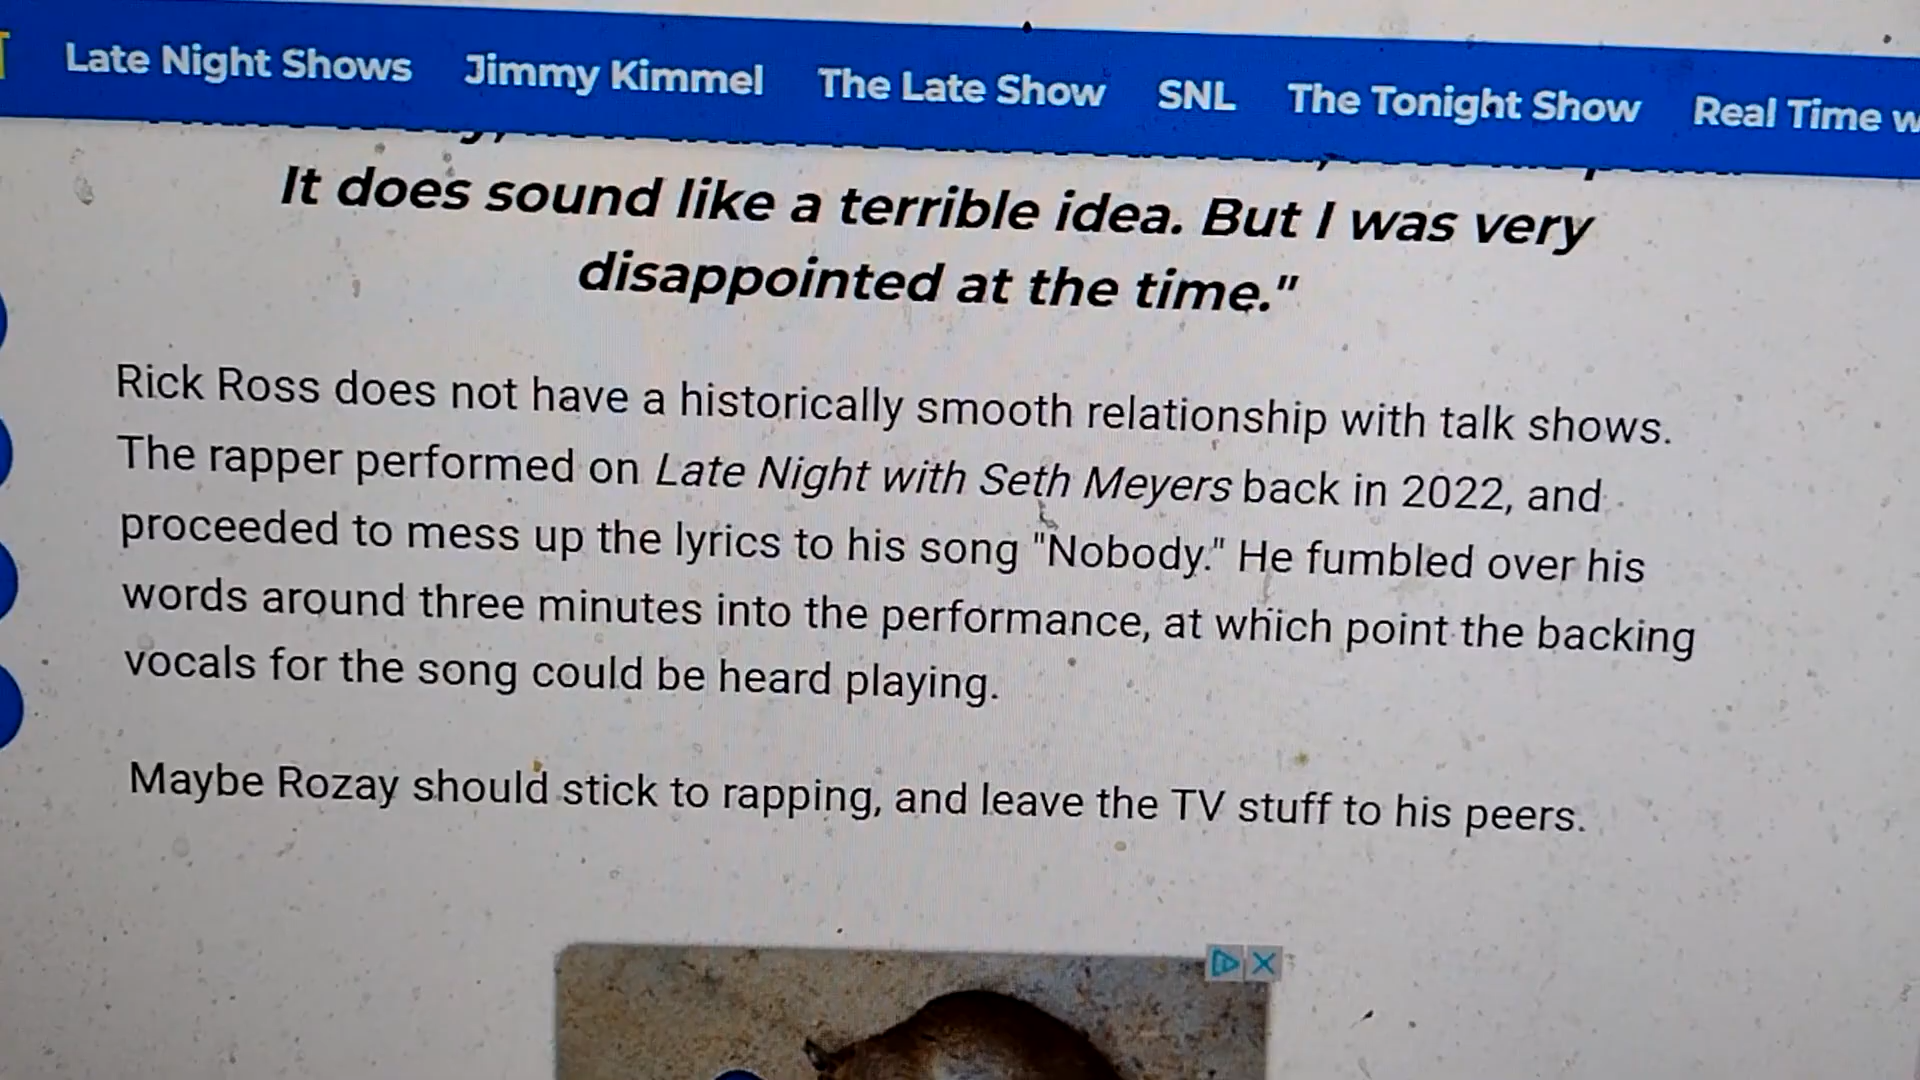 Late Night Shows Jimmy Kimmel The Late Show SNL The Tonight Show Real Time
It does sound like a terrible idea. But I was very
disappointed at the time."
Rick Ross does not have a historically smooth relationship with talk shows.
The rapper performed on Late Night with Seth Meyers back in 2022, and
proceeded to mess up the lyrics to his song "Nobody." He fumbled over his
words around three minutes into the performance, at which point the backing
vocals for the song could be heard playing.
Maybe Rozay should stick to rapping, and leave the TV stuff to his peers.